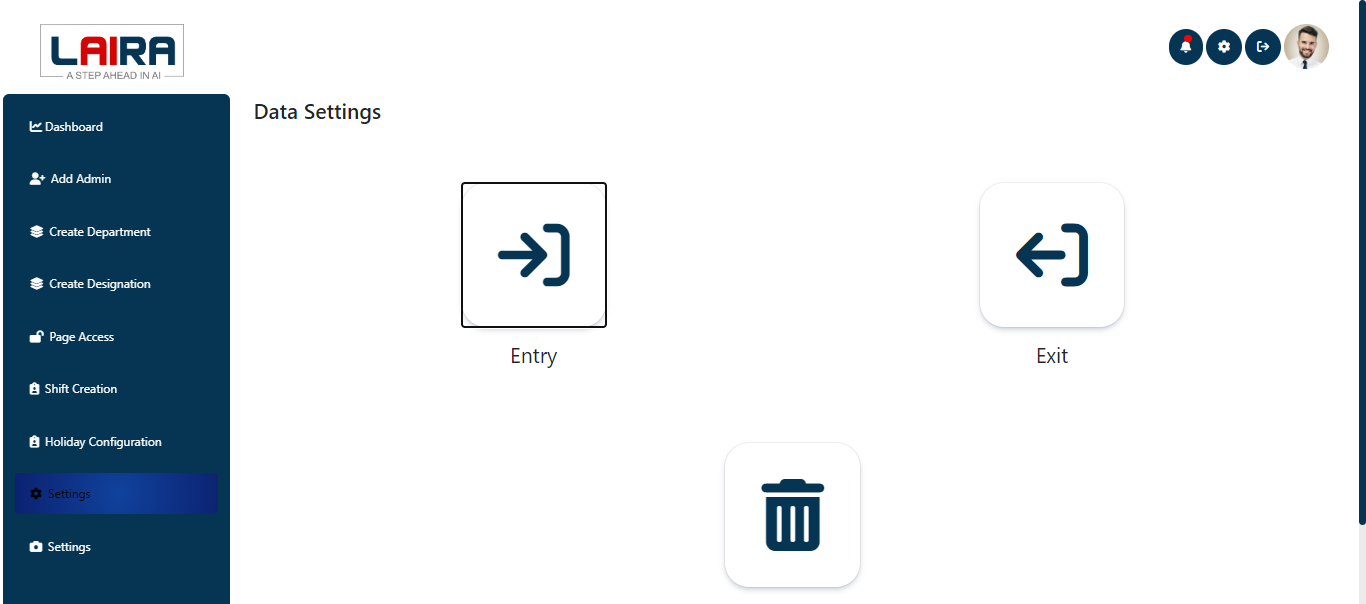 LAIRA
A STEP AHEAD IN AI
Dashboard
Add Admin
Create Department
Create Designation
Page Access
Shift Creation
Holiday Configuration
Settings
Settings
Data Settings
Entry
Exit